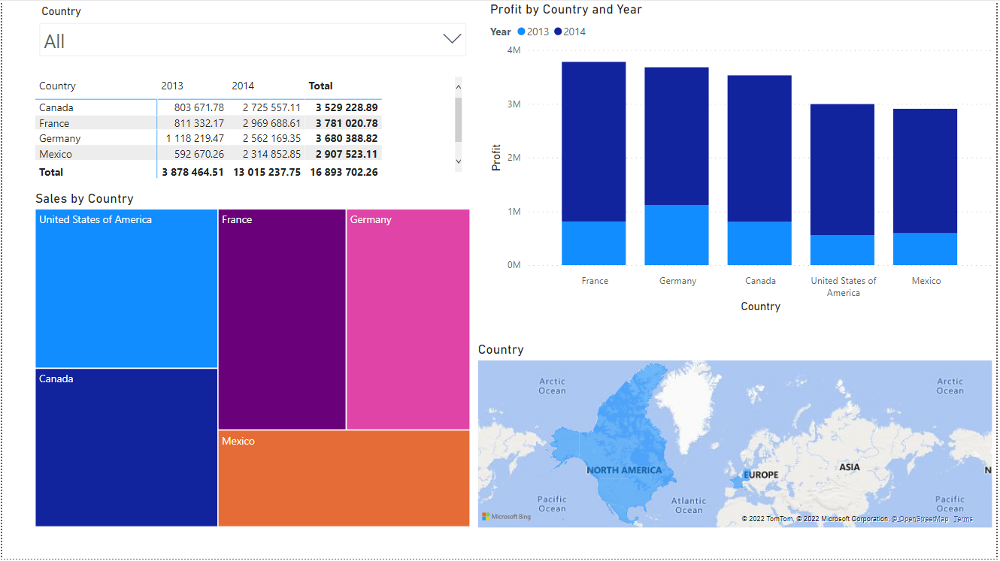 Country
All
Country 2013 2014 Total
Canada 803 671.78 2 725 557.11 3 529 228.89
France 811 332.17 2 969 688.61 3 781 020.78
Germany 1 118 219.47 2 562 169.35 3 680 388.82
Mexico 592 670.26 2 314 852.85 2 907 523.11
Total 3 878 464.51 13 015 237.75 16 893 702.26
Sales by Country
United States of America
France
Germany
Canada
Mexico
Profit by Country and Year
Year 2013 2014
4M
3M
2M
1M
0M
Profit
France Germany Canada United States of America Mexico
Country
Country
Arctic Ocean
Arctic Ocean
NORTH AMERICA
EUROPE
ASIA
N
Pacific Ocean
Atlantic Ocean
Pacific Ocean
Microsoft Bing
© 2022 TomTom, © 2022 Microsoft Corporation, © OpenStreetMap Terms